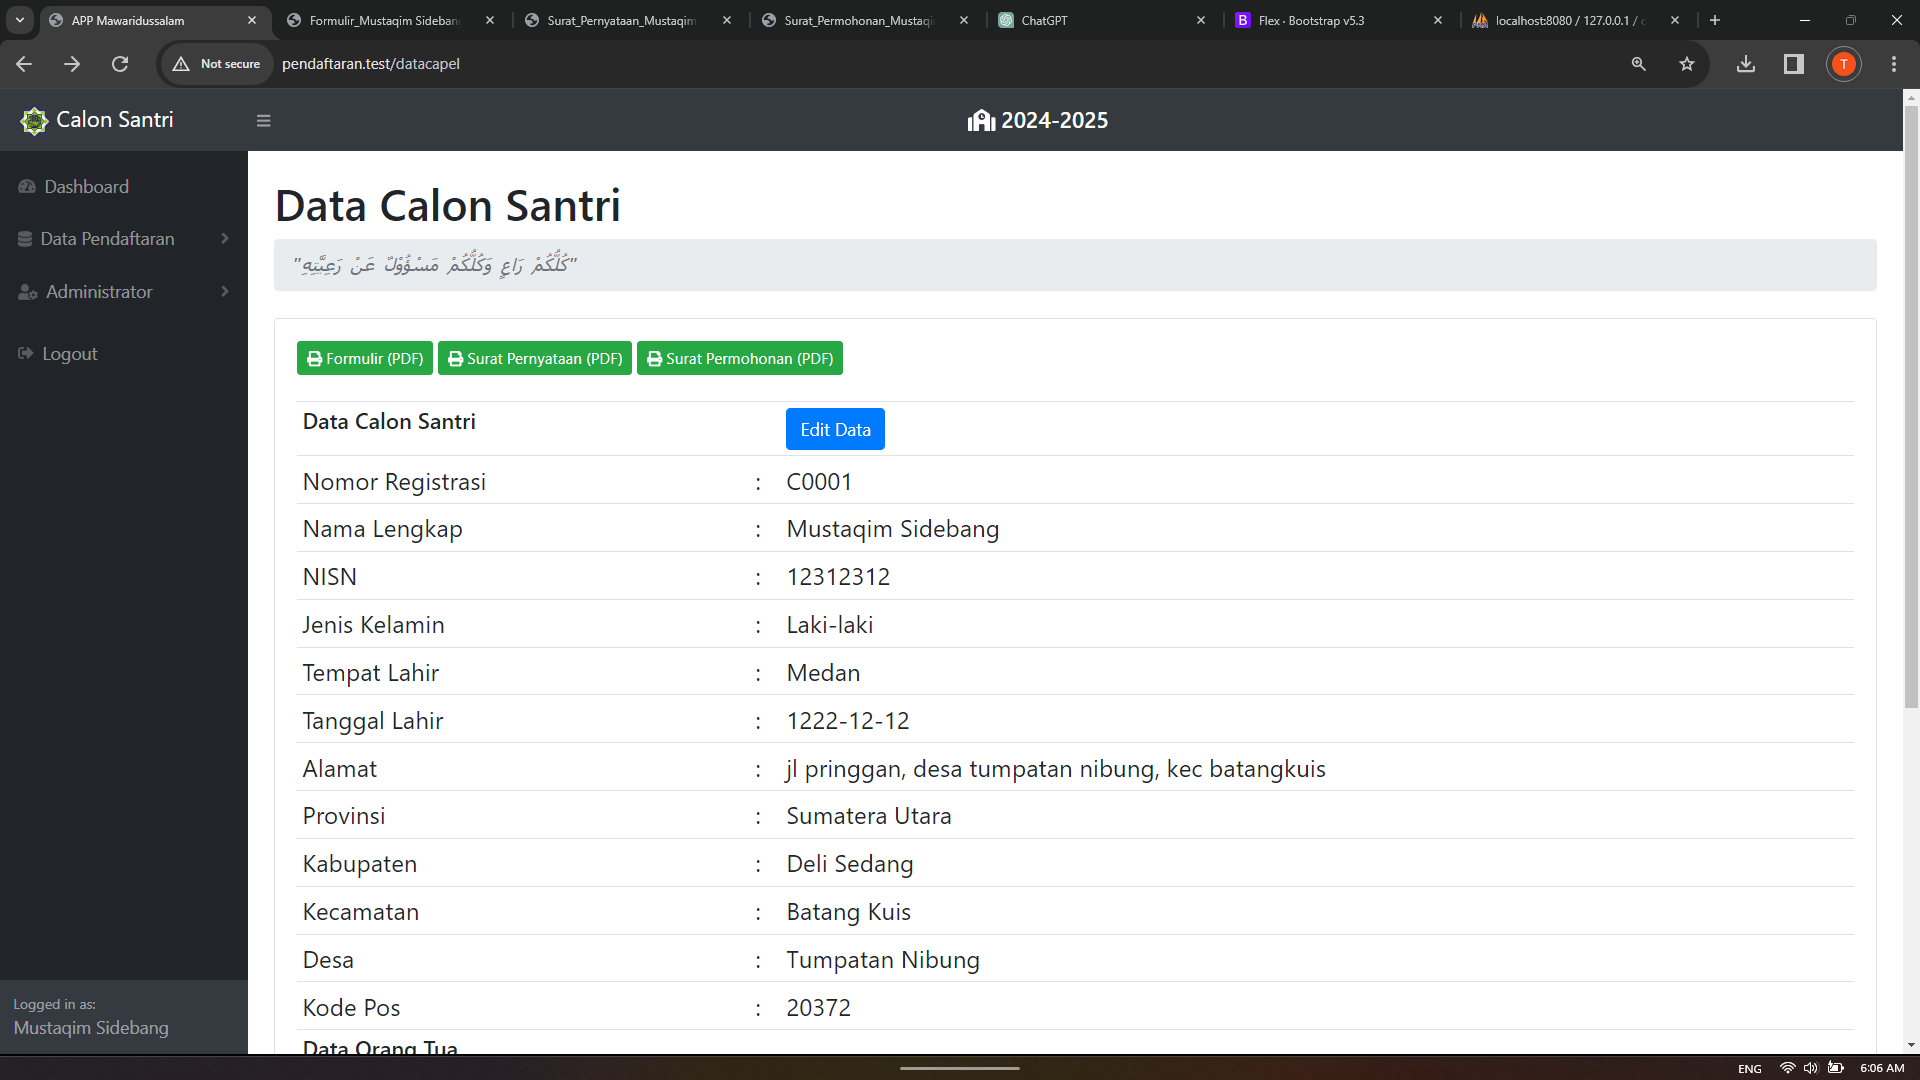 APP Mawaridussalam
Formulir_Mustaqim Sideban
Surat_Pernyataan_Mustaqim
Surat_Permohonan_Mustaqi
ChatGPT
Flex · Bootstrap v5.3
localhost:8080 / 127.0.0.1 /
Not secure
pendaftaran.test/datacapel
T
Calon Santri
2024-2025
Dashboard
Data Pendaftaran
Administrator
Logout
Data Calon Santri
"كُلُّكُمْ رَاعٍ وَكُلُّكُمْ مَسْؤُوْلٌ عَنْ رَعِيَّتِهِ"
Formulir (PDF)
Surat Pernyataan (PDF)
Surat Permohonan (PDF)
Data Calon Santri
Edit Data
Nomor Registrasi : C0001
Nama Lengkap : Mustaqim Sidebang
NISN : 12312312
Jenis Kelamin : Laki-laki
Tempat Lahir : Medan
Tanggal Lahir : 1222-12-12
Alamat : jl pringgan, desa tumpatan nibung, kec batangkuis
Provinsi : Sumatera Utara
Kabupaten : Deli Sedang
Kecamatan : Batang Kuis
Desa : Tumpatan Nibung
Kode Pos : 20372
Data Orang Tua
Logged in as:
Mustaqim Sidebang
ENG
6:06 AM